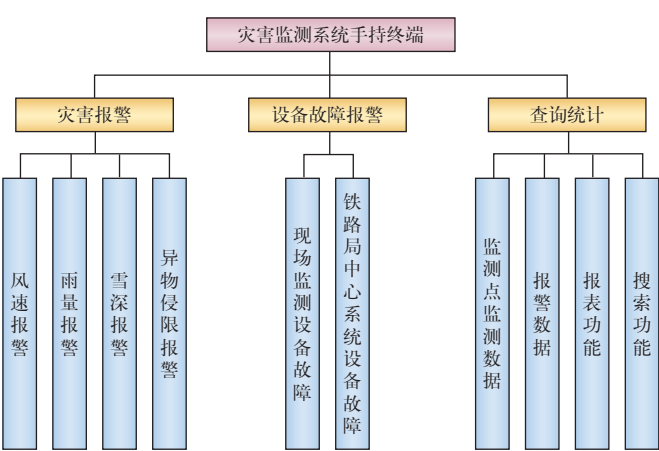 灾害监测系统手持终端
灾害报警
设备故障报警
查询统计
风速报警
雨量报警
雪深报警
异物侵限报警
现场监测设备故障
铁路局中心系统设备故障
监测点监测数据
报警数据
报表功能
搜索功能